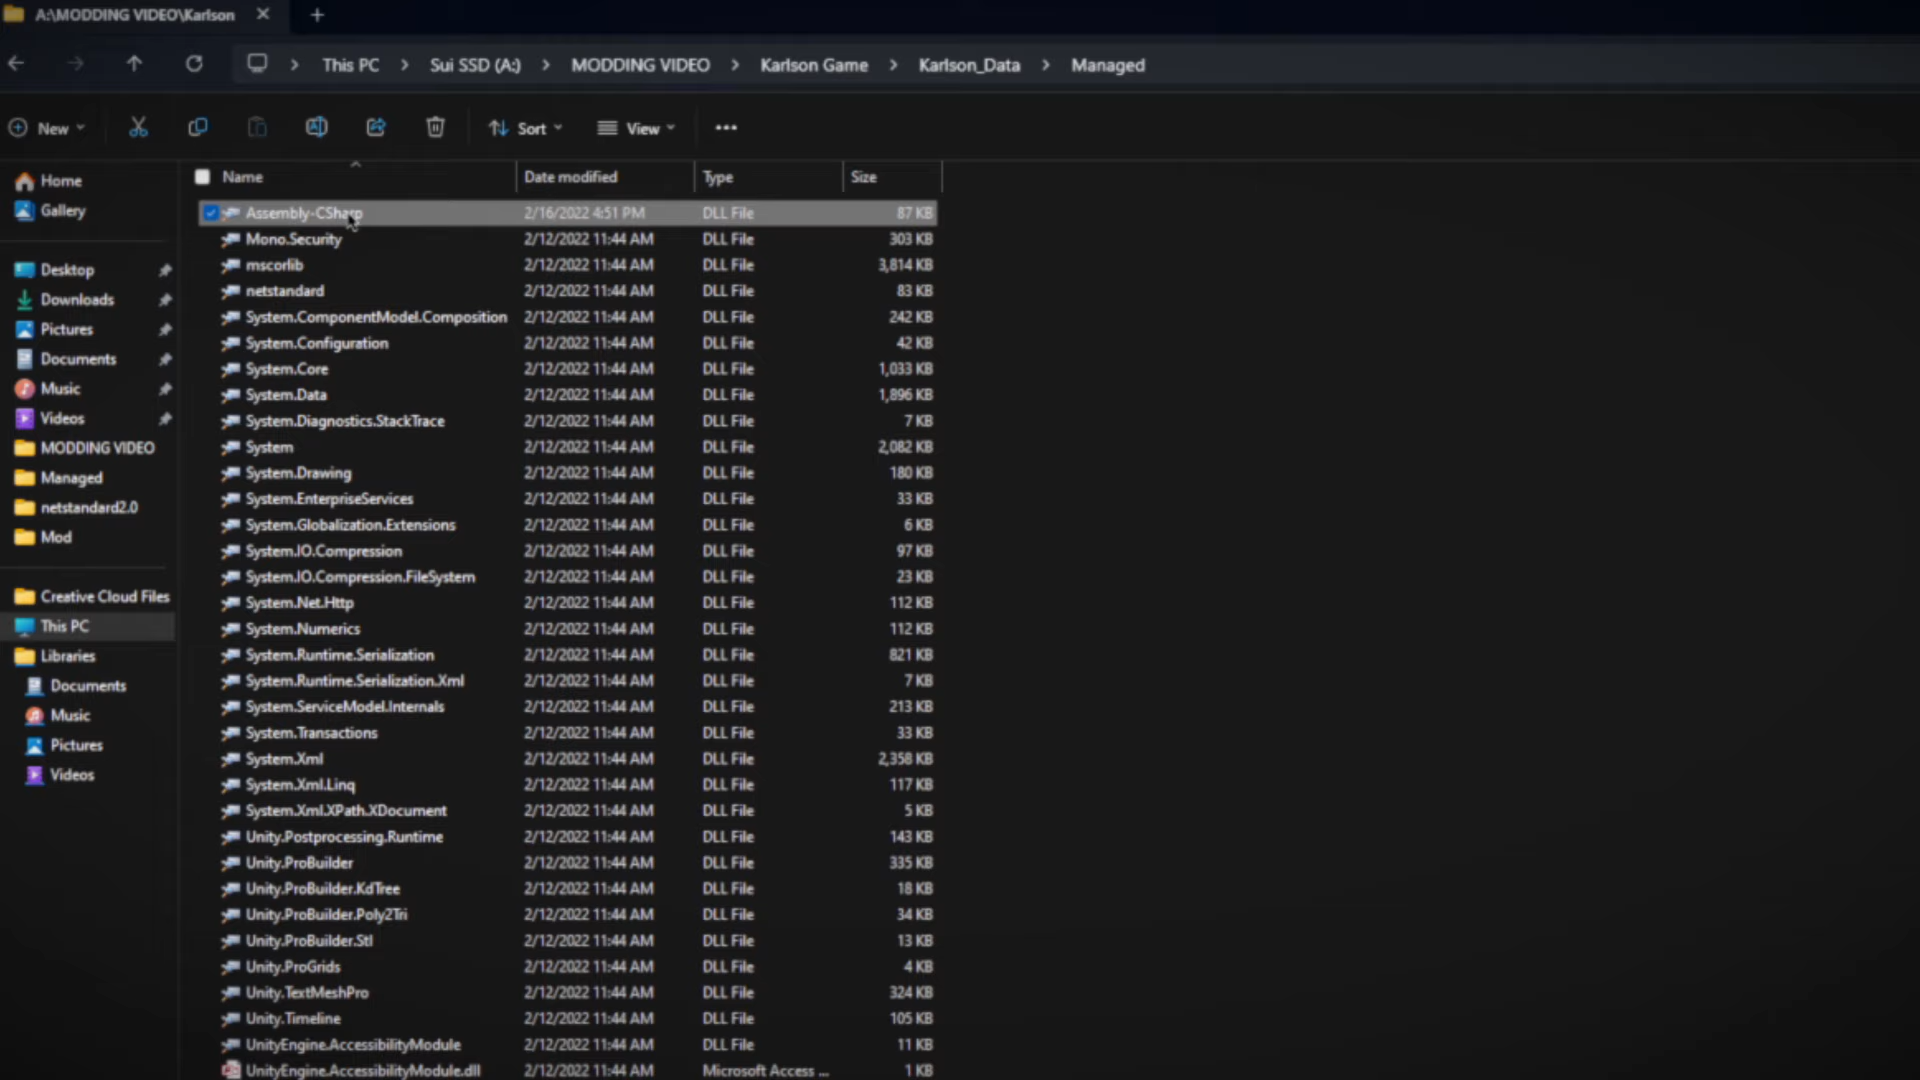 A:\MODDING VIDEO\Karlson
This PC > Sui SSD (A:) > MODDING VIDEO > Karlson Game > Karlson_Data > Managed
New Sort View
Name Date modified Type Size
Home
Gallery
Desktop
Downloads
Pictures
Documents
Music
Videos
MODDING VIDEO
Managed
netstandard2.0
Mod
Creative Cloud Files
This PC
Libraries
Documents
Music
Pictures
Videos
Assembly-CSharp 2/16/2022 4:51 PM DLL File 87 KB
Mono.Security 2/12/2022 11:44 AM DLL File 303 KB
mscorlib 2/12/2022 11:44 AM DLL File 3,814 KB
netstandard 2/12/2022 11:44 AM DLL File 83 KB
System.ComponentModel.Composition 2/12/2022 11:44 AM DLL File 242 KB
System.Configuration 2/12/2022 11:44 AM DLL File 42 KB
System.Core 2/12/2022 11:44 AM DLL File 1,033 KB
System.Data 2/12/2022 11:44 AM DLL File 1,896 KB
System.Diagnostics.StackTrace 2/12/2022 11:44 AM DLL File 7 KB
System 2/12/2022 11:44 AM DLL File 2,082 KB
System.Drawing 2/12/2022 11:44 AM DLL File 180 KB
System.EnterpriseServices 2/12/2022 11:44 AM DLL File 33 KB
System.Globalization.Extensions 2/12/2022 11:44 AM DLL File 6 KB
System.IO.Compression 2/12/2022 11:44 AM DLL File 97 KB
System.IO.Compression.FileSystem 2/12/2022 11:44 AM DLL File 23 KB
System.Net.Http 2/12/2022 11:44 AM DLL File 112 KB
System.Numerics 2/12/2022 11:44 AM DLL File 112 KB
System.Runtime.Serialization 2/12/2022 11:44 AM DLL File 821 KB
System.Runtime.Serialization.Xml 2/12/2022 11:44 AM DLL File 7 KB
System.ServiceModel.Internals 2/12/2022 11:44 AM DLL File 213 KB
System.Transactions 2/12/2022 11:44 AM DLL File 33 KB
System.Xml 2/12/2022 11:44 AM DLL File 2,358 KB
System.Xml.Linq 2/12/2022 11:44 AM DLL File 117 KB
System.Xml.XPath.XDocument 2/12/2022 11:44 AM DLL File 5 KB
Unity.Postprocessing.Runtime 2/12/2022 11:44 AM DLL File 143 KB
Unity.ProBuilder 2/12/2022 11:44 AM DLL File 335 KB
Unity.ProBuilder.KdTree 2/12/2022 11:44 AM DLL File 18 KB
Unity.ProBuilder.Poly2Tri 2/12/2022 11:44 AM DLL File 34 KB
Unity.ProBuilder.Stl 2/12/2022 11:44 AM DLL File 13 KB
Unity.ProGrids 2/12/2022 11:44 AM DLL File 4 KB
Unity.TextMeshPro 2/12/2022 11:44 AM DLL File 324 KB
Unity.Timeline 2/12/2022 11:44 AM DLL File 105 KB
UnityEngine.AccessibilityModule 2/12/2022 11:44 AM DLL File 11 KB
UnityEngine.AccessibilityModule.dll 2/12/2022 11:44 AM Microsoft Access ... 1 KB